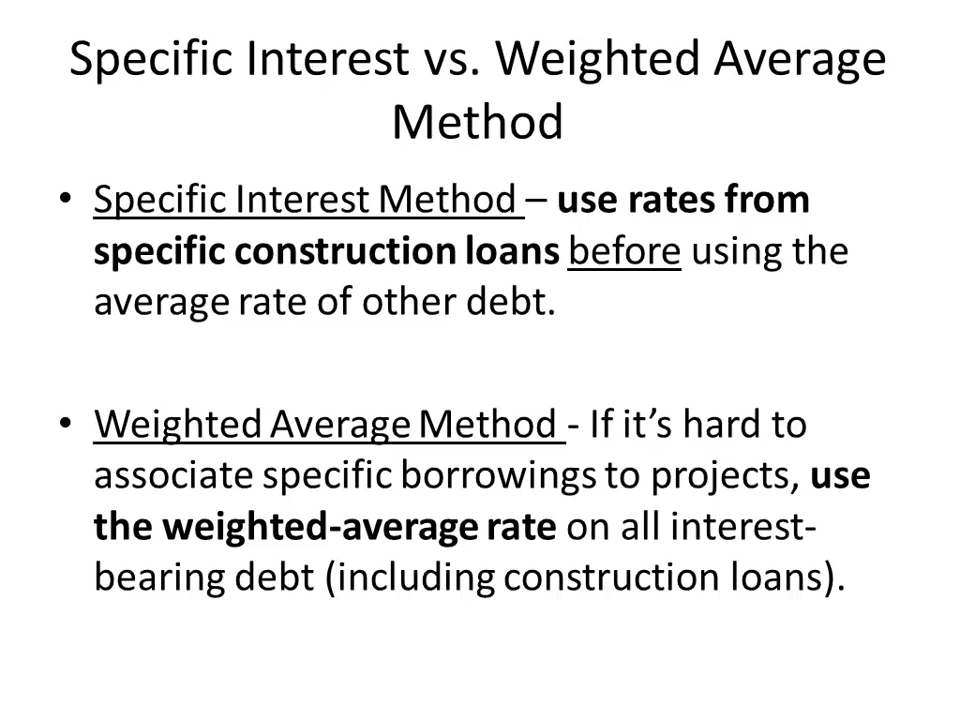 Specific Interest vs. Weighted Average
Method
• Specific Interest Method – use rates from
specific construction loans before using the
average rate of other debt.
• Weighted Average Method - If it’s hard to
associate specific borrowings to projects, use
the weighted-average rate on all interest-
bearing debt (including construction loans).